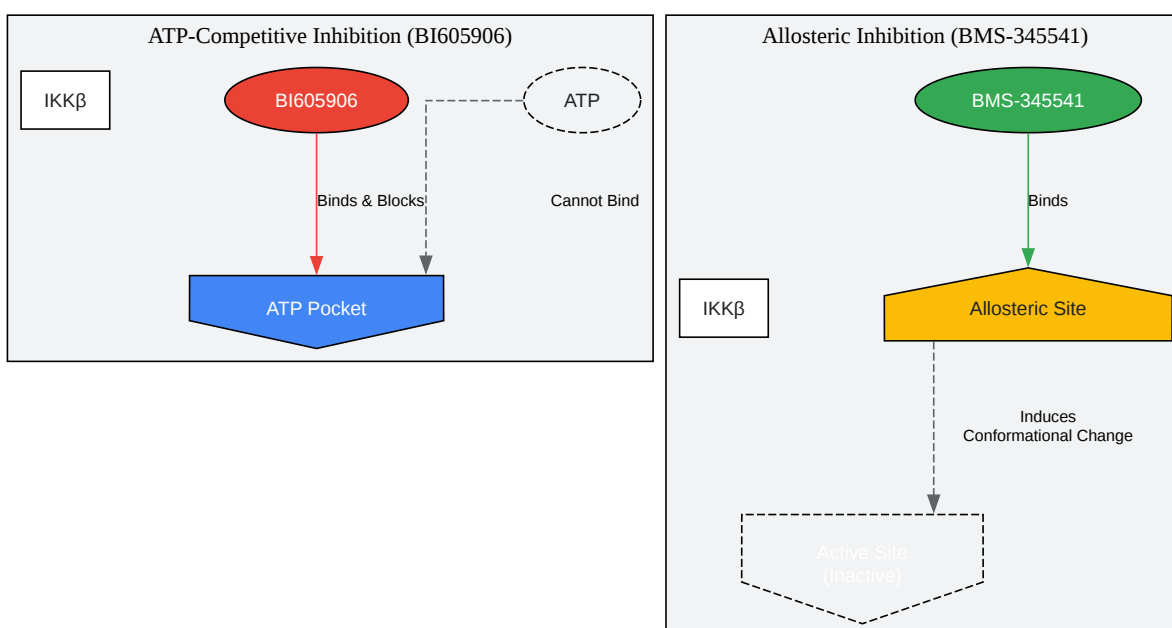 ATP-Competitive Inhibition (BI605906)
IKKβ
BI605906
ATP
Binds & Blocks
Cannot Bind
ATP Pocket
Allosteric Inhibition (BMS-345541)
BMS-345541
Binds
IKKβ
Allosteric Site
Induces
Conformational Change
Active Site
(Inactive)